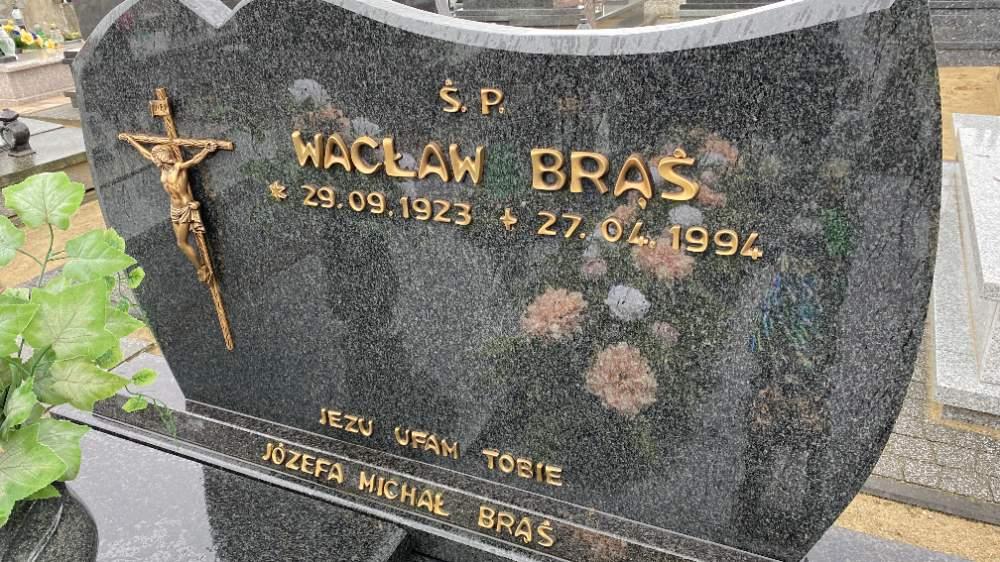 Ś. P.
WACŁAW BRĄŚ
* 29.09.1923 + 27.04.1994
JEZU UFAM TOBIE
JÓZEFA MICHAŁ BRĄŚ